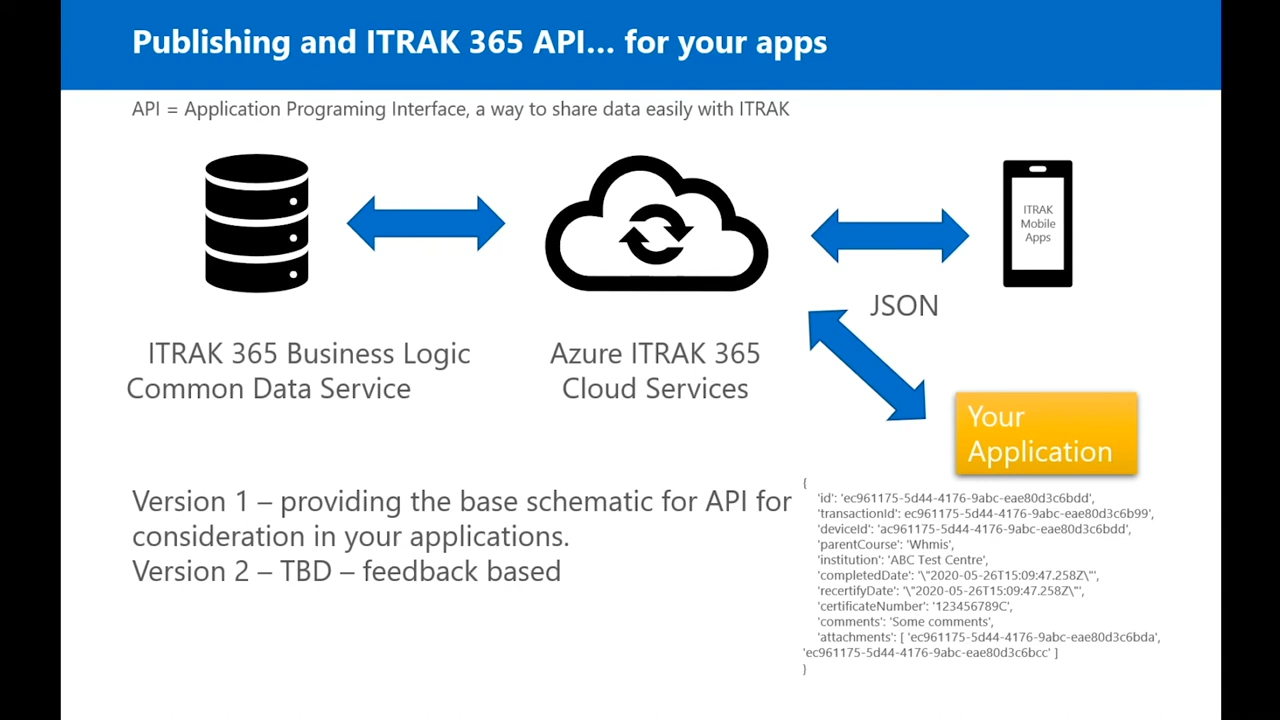 Publishing and ITRAK 365 API... for your apps
API = Application Programing Interface, a way to share data easily with ITRAK
ITRAK
Mobile
Apps
JSON
ITRAK 365 Business Logic
Common Data Service
Azure ITRAK 365
Cloud Services
Your
Application
Version 1 – providing the base schematic for API for
consideration in your applications.
Version 2 – TBD – feedback based
{
'id': 'ec961175-5d44-4176-9abc-eae80d3c6bdd',
'transactionId': ec961175-5d44-4176-9abc-eae80d3c6b99',
'deviceId': 'ac961175-5d44-4176-9abc-eae80d3c6bdd',
'parentCourse': 'Whmis',
'institution': 'ABC Test Centre',
'completedDate': '\"2020-05-26T15:09:47.258Z\"',
'recertifyDate': '\"2020-05-26T15:09:47.258Z\"',
'certificateNumber': '123456789C',
'comments': 'Some comments',
'attachments': [ 'ec961175-5d44-4176-9abc-eae80d3c6bda',
'ec961175-5d44-4176-9abc-eae80d3c6bcc' ]
}